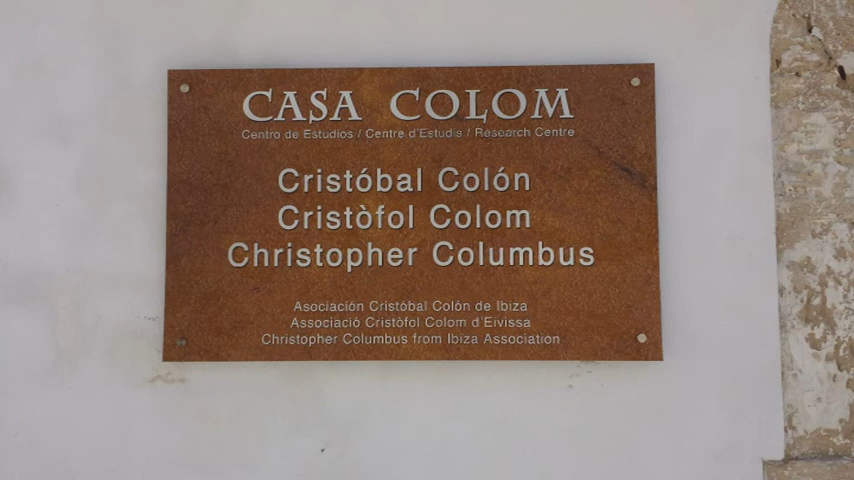 CASA COLOM
Centro de Estudios / Centre d'Estudis / Research Centre
Cristóbal Colón
Cristòfol Colom
Christopher Columbus
Asociación Cristóbal Colón de Ibiza
Associació Cristòfol Colom d'Eivissa
Christopher Columbus from Ibiza Association